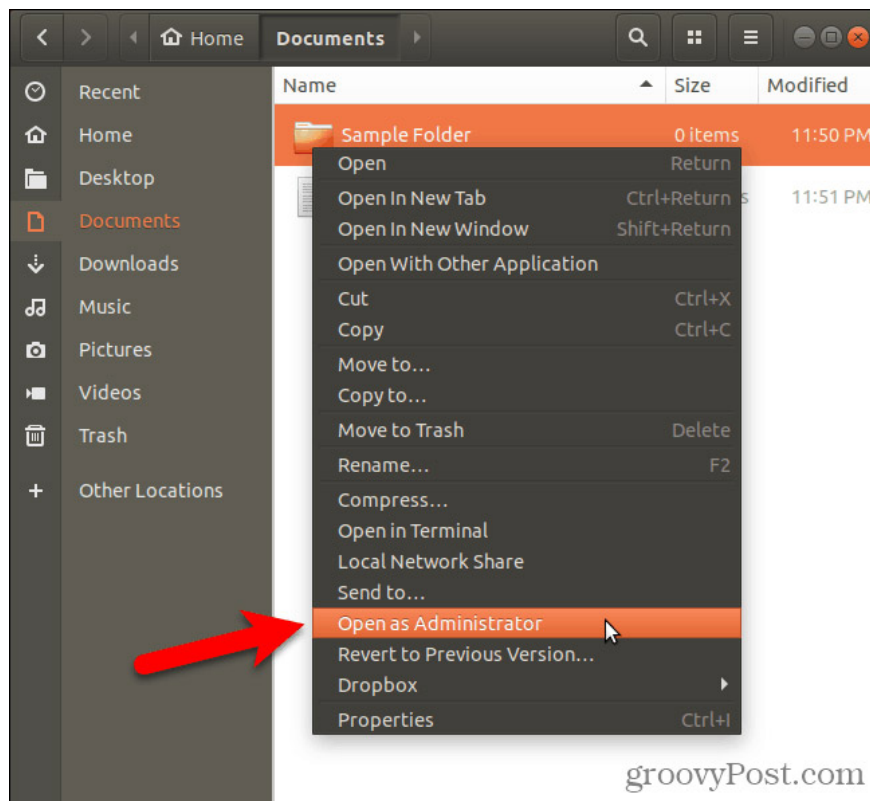 Home Documents
Name Size Modified
Recent
Home
Desktop
Documents
Downloads
Music
Pictures
Videos
Trash
+ Other Locations
Sample Folder 0 items 11:50 PM
s 11:51 PM
Open Return
Open In New Tab Ctrl+Return
Open In New Window Shift+Return
Open With Other Application
Cut Ctrl+X
Copy Ctrl+C
Move to…
Copy to…
Move to Trash Delete
Rename… F2
Compress…
Open in Terminal
Local Network Share
Send to…
Open as Administrator
Revert to Previous Version…
Dropbox
Properties Ctrl+I
groovyPost.com